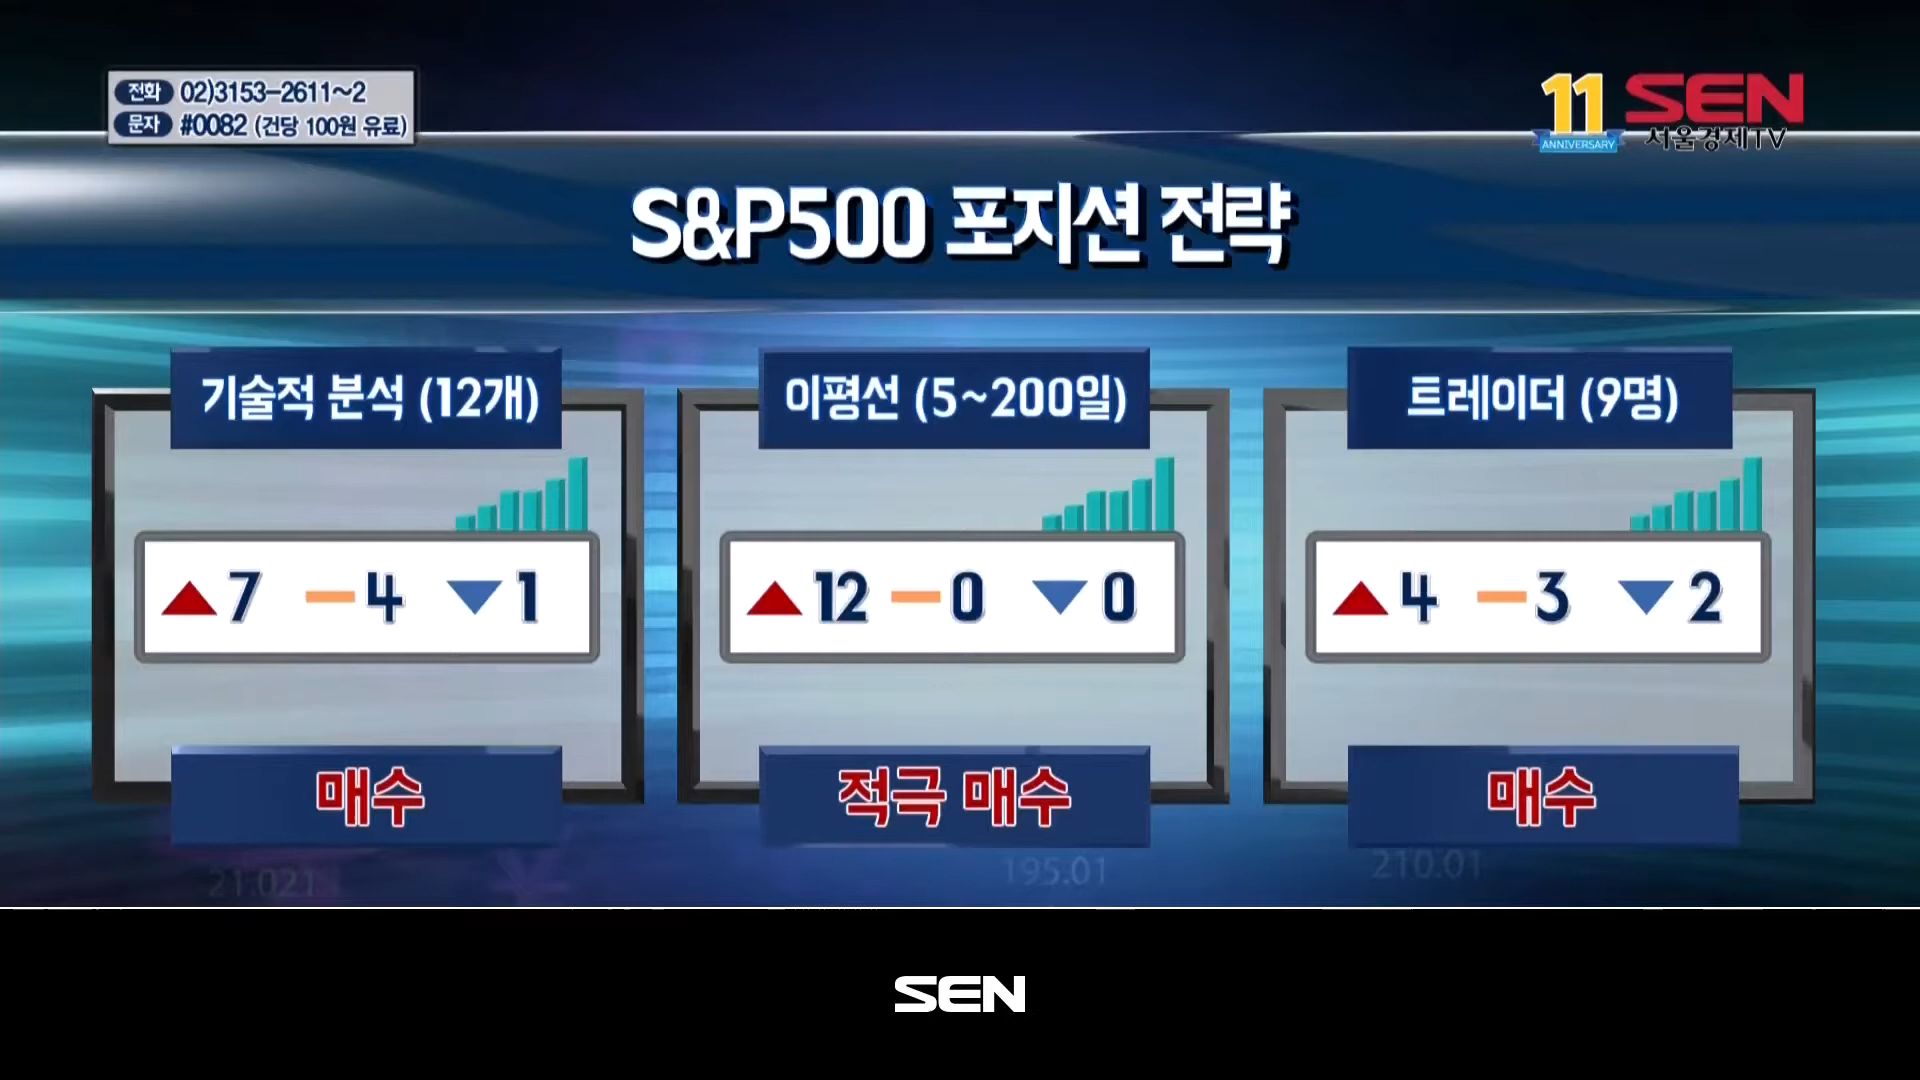 전화 02)3153-2611~2
문자 #0082 (건당 100원 유료)
11 ANNIVERSARY
SEN
서울경제TV
S&P500 포지션 전략
기술적 분석 (12개)
▲7 −4 ▼1
매수
이평선 (5~200일)
▲12 −0 ▼0
적극 매수
트레이더 (9명)
▲4 −3 ▼2
매수
21.021
195.01
210.01
SEN